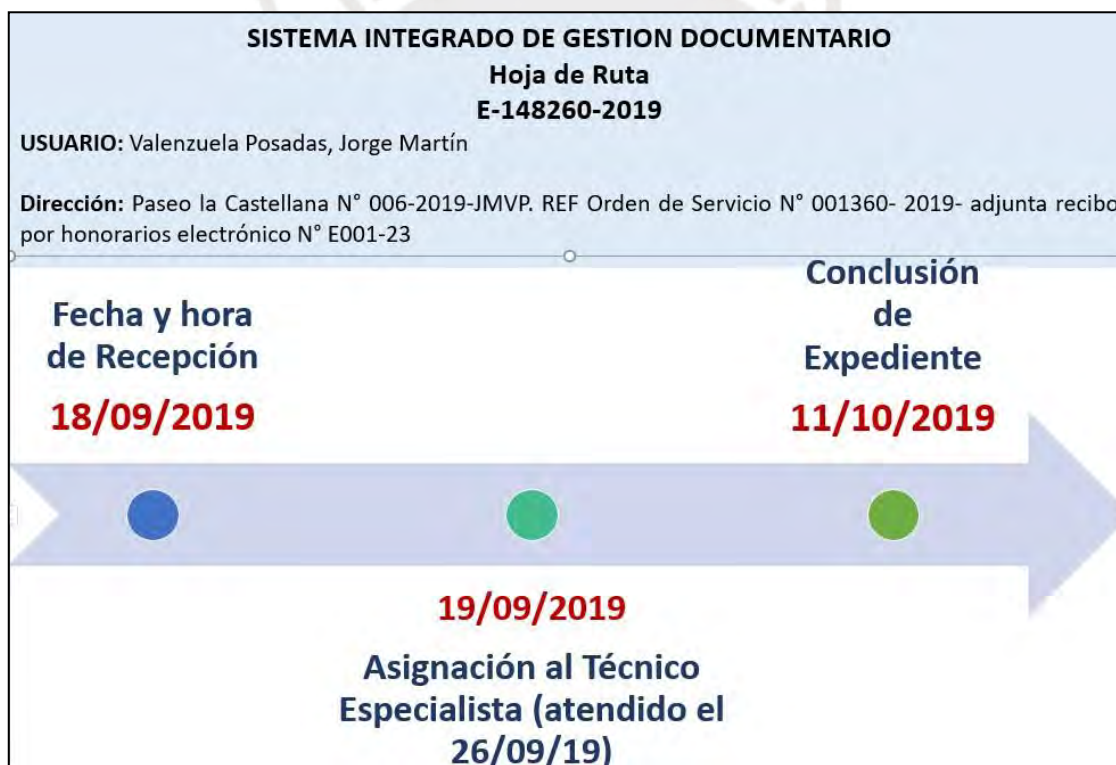 SISTEMA INTEGRADO DE GESTION DOCUMENTARIO
Hoja de Ruta
E-148260-2019
USUARIO: Valenzuela Posadas, Jorge Martín
Dirección: Paseo la Castellana N° 006-2019-JMVP. REF Orden de Servicio N° 001360- 2019- adjunta recibo
por honorarios electrónico N° E001-23
Fecha y hora
de Recepción
18/09/2019
Conclusión
de
Expediente
11/10/2019
19/09/2019
Asignación al Técnico
Especialista (atendido el
26/09/19)